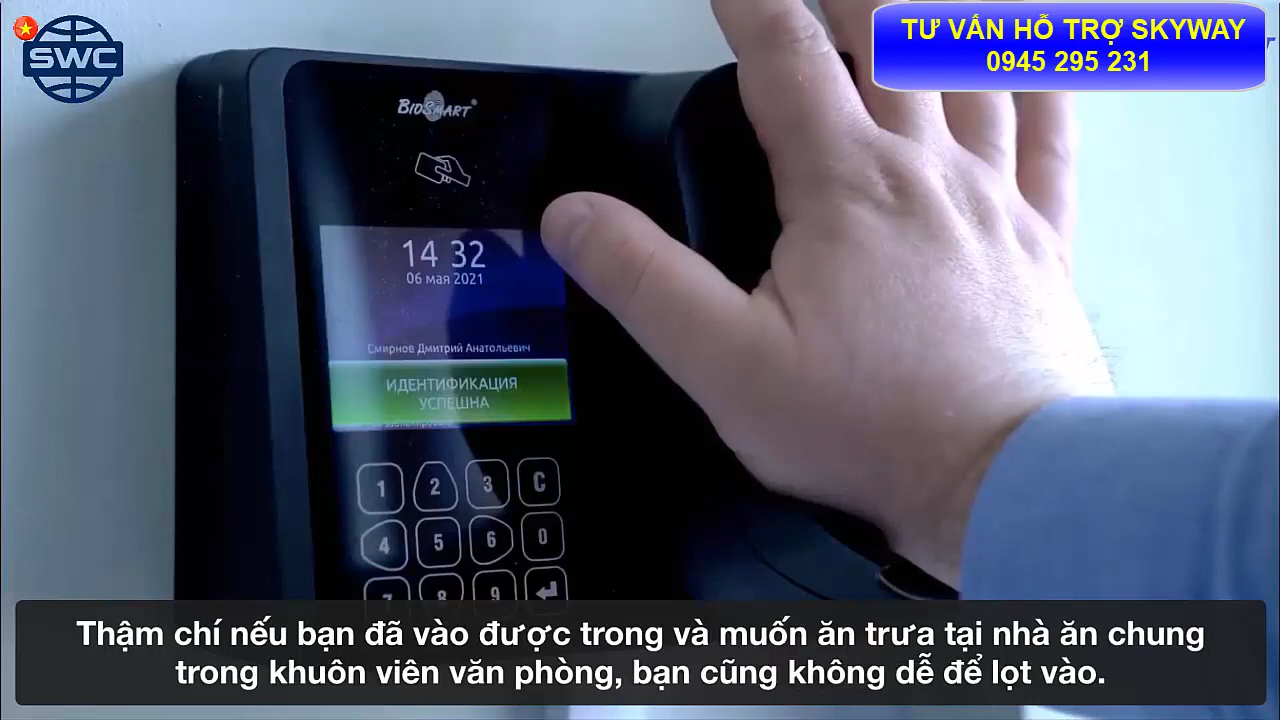 SWC
TƯ VẤN HỖ TRỢ SKYWAY
0945 295 231
BIOSMART®
14 32
06 мая 2021
Смирнов Дмитрий Анатольевич
ИДЕНТИФИКАЦИЯ
УСПЕШНА
1 2 3 C
4 5 6 0
7 8 9
Thậm chí nếu bạn đã vào được trong và muốn ăn trưa tại nhà ăn chung
trong khuôn viên văn phòng, bạn cũng không dễ để lọt vào.